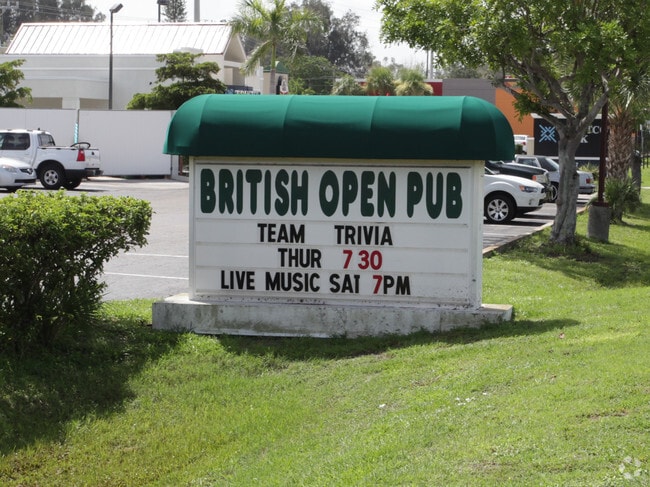 BRITISH OPEN PUB
TEAM TRIVIA
THUR 7 30
LIVE MUSIC SAT 7PM